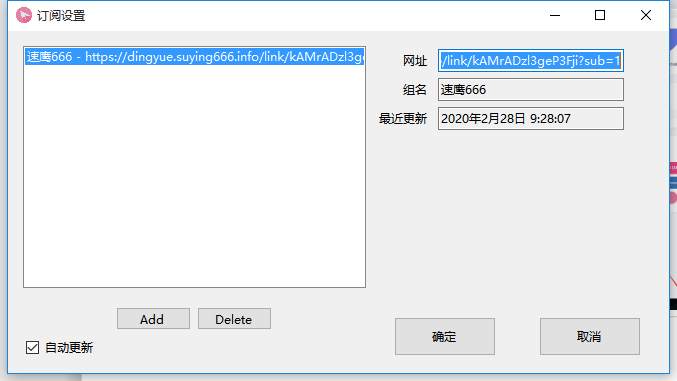 订阅设置
速鹰666 - https://dingyue.suying666.info/link/kAMrADzl3ge
网址
/link/kAMrADzl3geP3Fji?sub=1
组名
速鹰666
最近更新
2020年2月28日 9:28:07
Add
Delete
自动更新
确定
取消